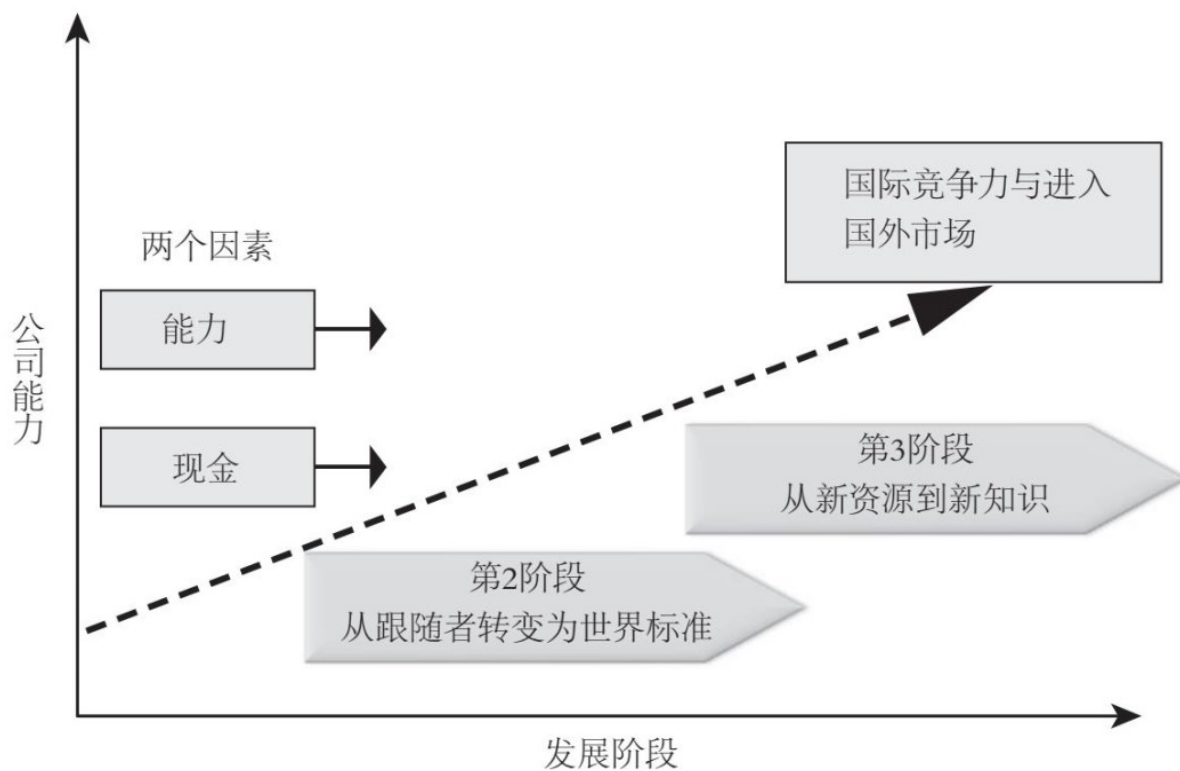 国际竞争力与进入
国外市场
两个因素
能力
现金
公司能力
第3阶段
从新资源到新知识
第2阶段
从跟随者转变为世界标准
发展阶段